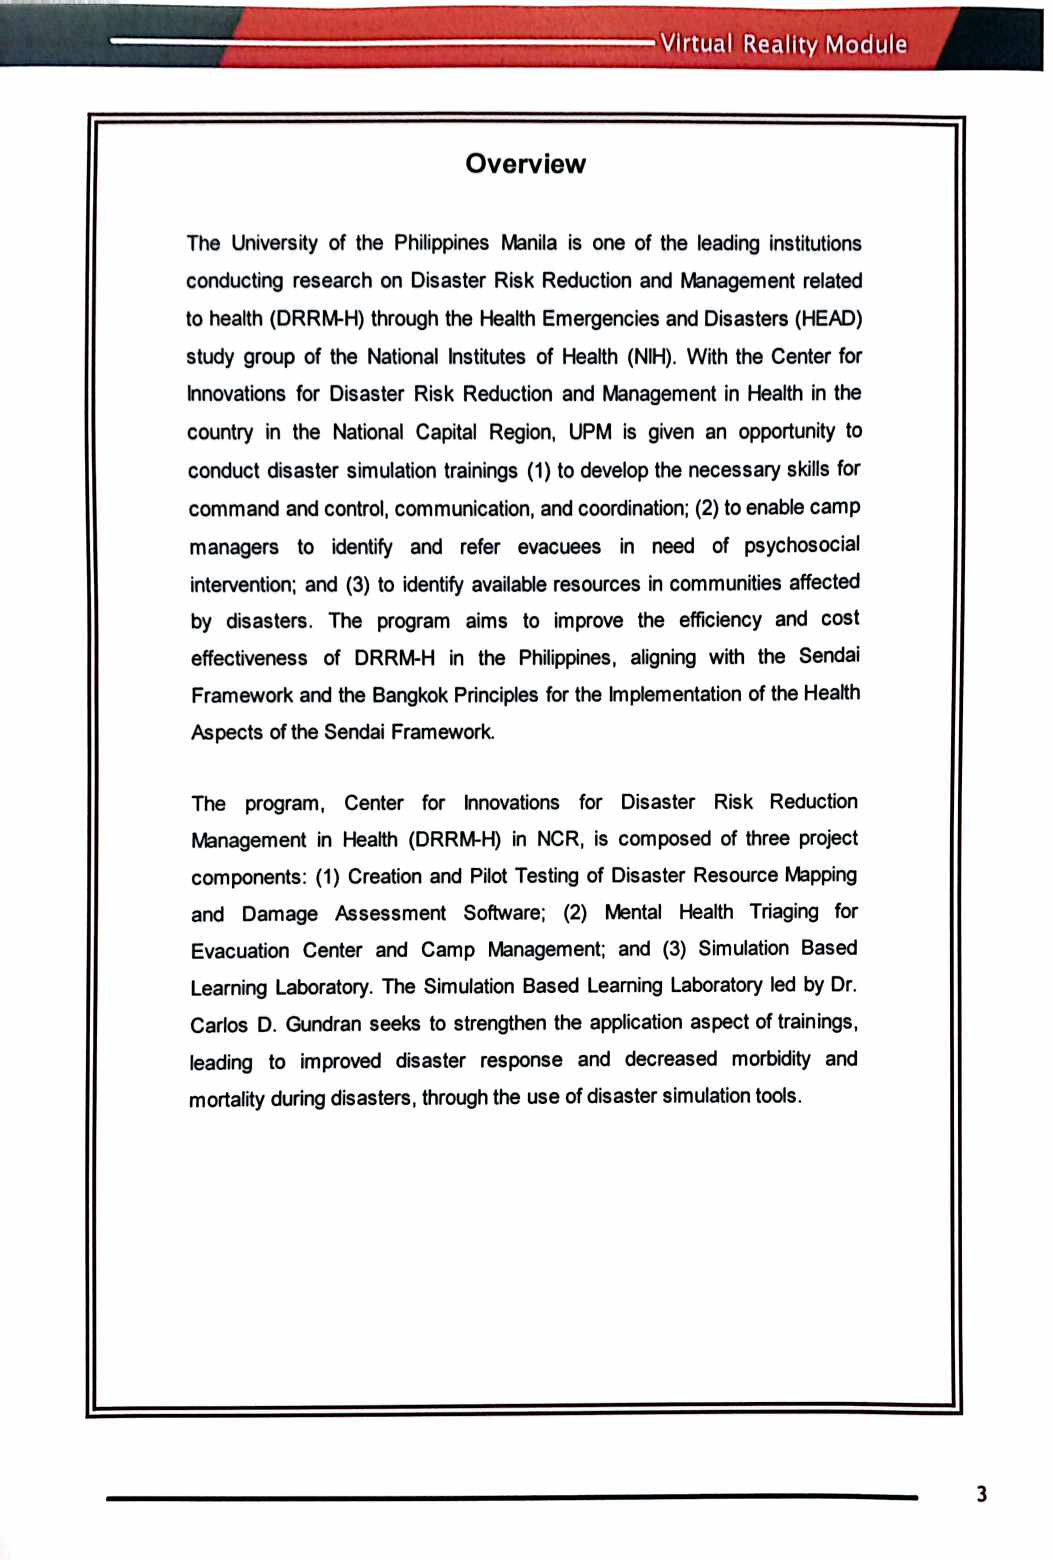 Virtual Reality Module
Overview
The University of the Philippines Manila is one of the leading institutions
conducting research on Disaster Risk Reduction and Management related
to health (DRRM-H) through the Health Emergencies and Disasters (HEAD)
study group of the National Institutes of Health (NIH). With the Center for
Innovations for Disaster Risk Reduction and Management in Health in the
country in the National Capital Region, UPM is given an opportunity to
conduct disaster simulation trainings (1) to develop the necessary skills for
command and control, communication, and coordination; (2) to enable camp
managers to identify and refer evacuees in need of psychosocial
intervention; and (3) to identify available resources in communities affected
by disasters. The program aims to improve the efficiency and cost
effectiveness of DRRM-H in the Philippines, aligning with the Sendai
Framework and the Bangkok Principles for the Implementation of the Health
Aspects of the Sendai Framework.
The program, Center for Innovations for Disaster Risk Reduction
Management in Health (DRRM-H) in NCR, is composed of three project
components: (1) Creation and Pilot Testing of Disaster Resource Mapping
and Damage Assessment Software; (2) Mental Health Triaging for
Evacuation Center and Camp Management; and (3) Simulation Based
Learning Laboratory. The Simulation Based Learning Laboratory led by Dr.
Carlos D. Gundran seeks to strengthen the application aspect of trainings,
leading to improved disaster response and decreased morbidity and
mortality during disasters, through the use of disaster simulation tools.
3